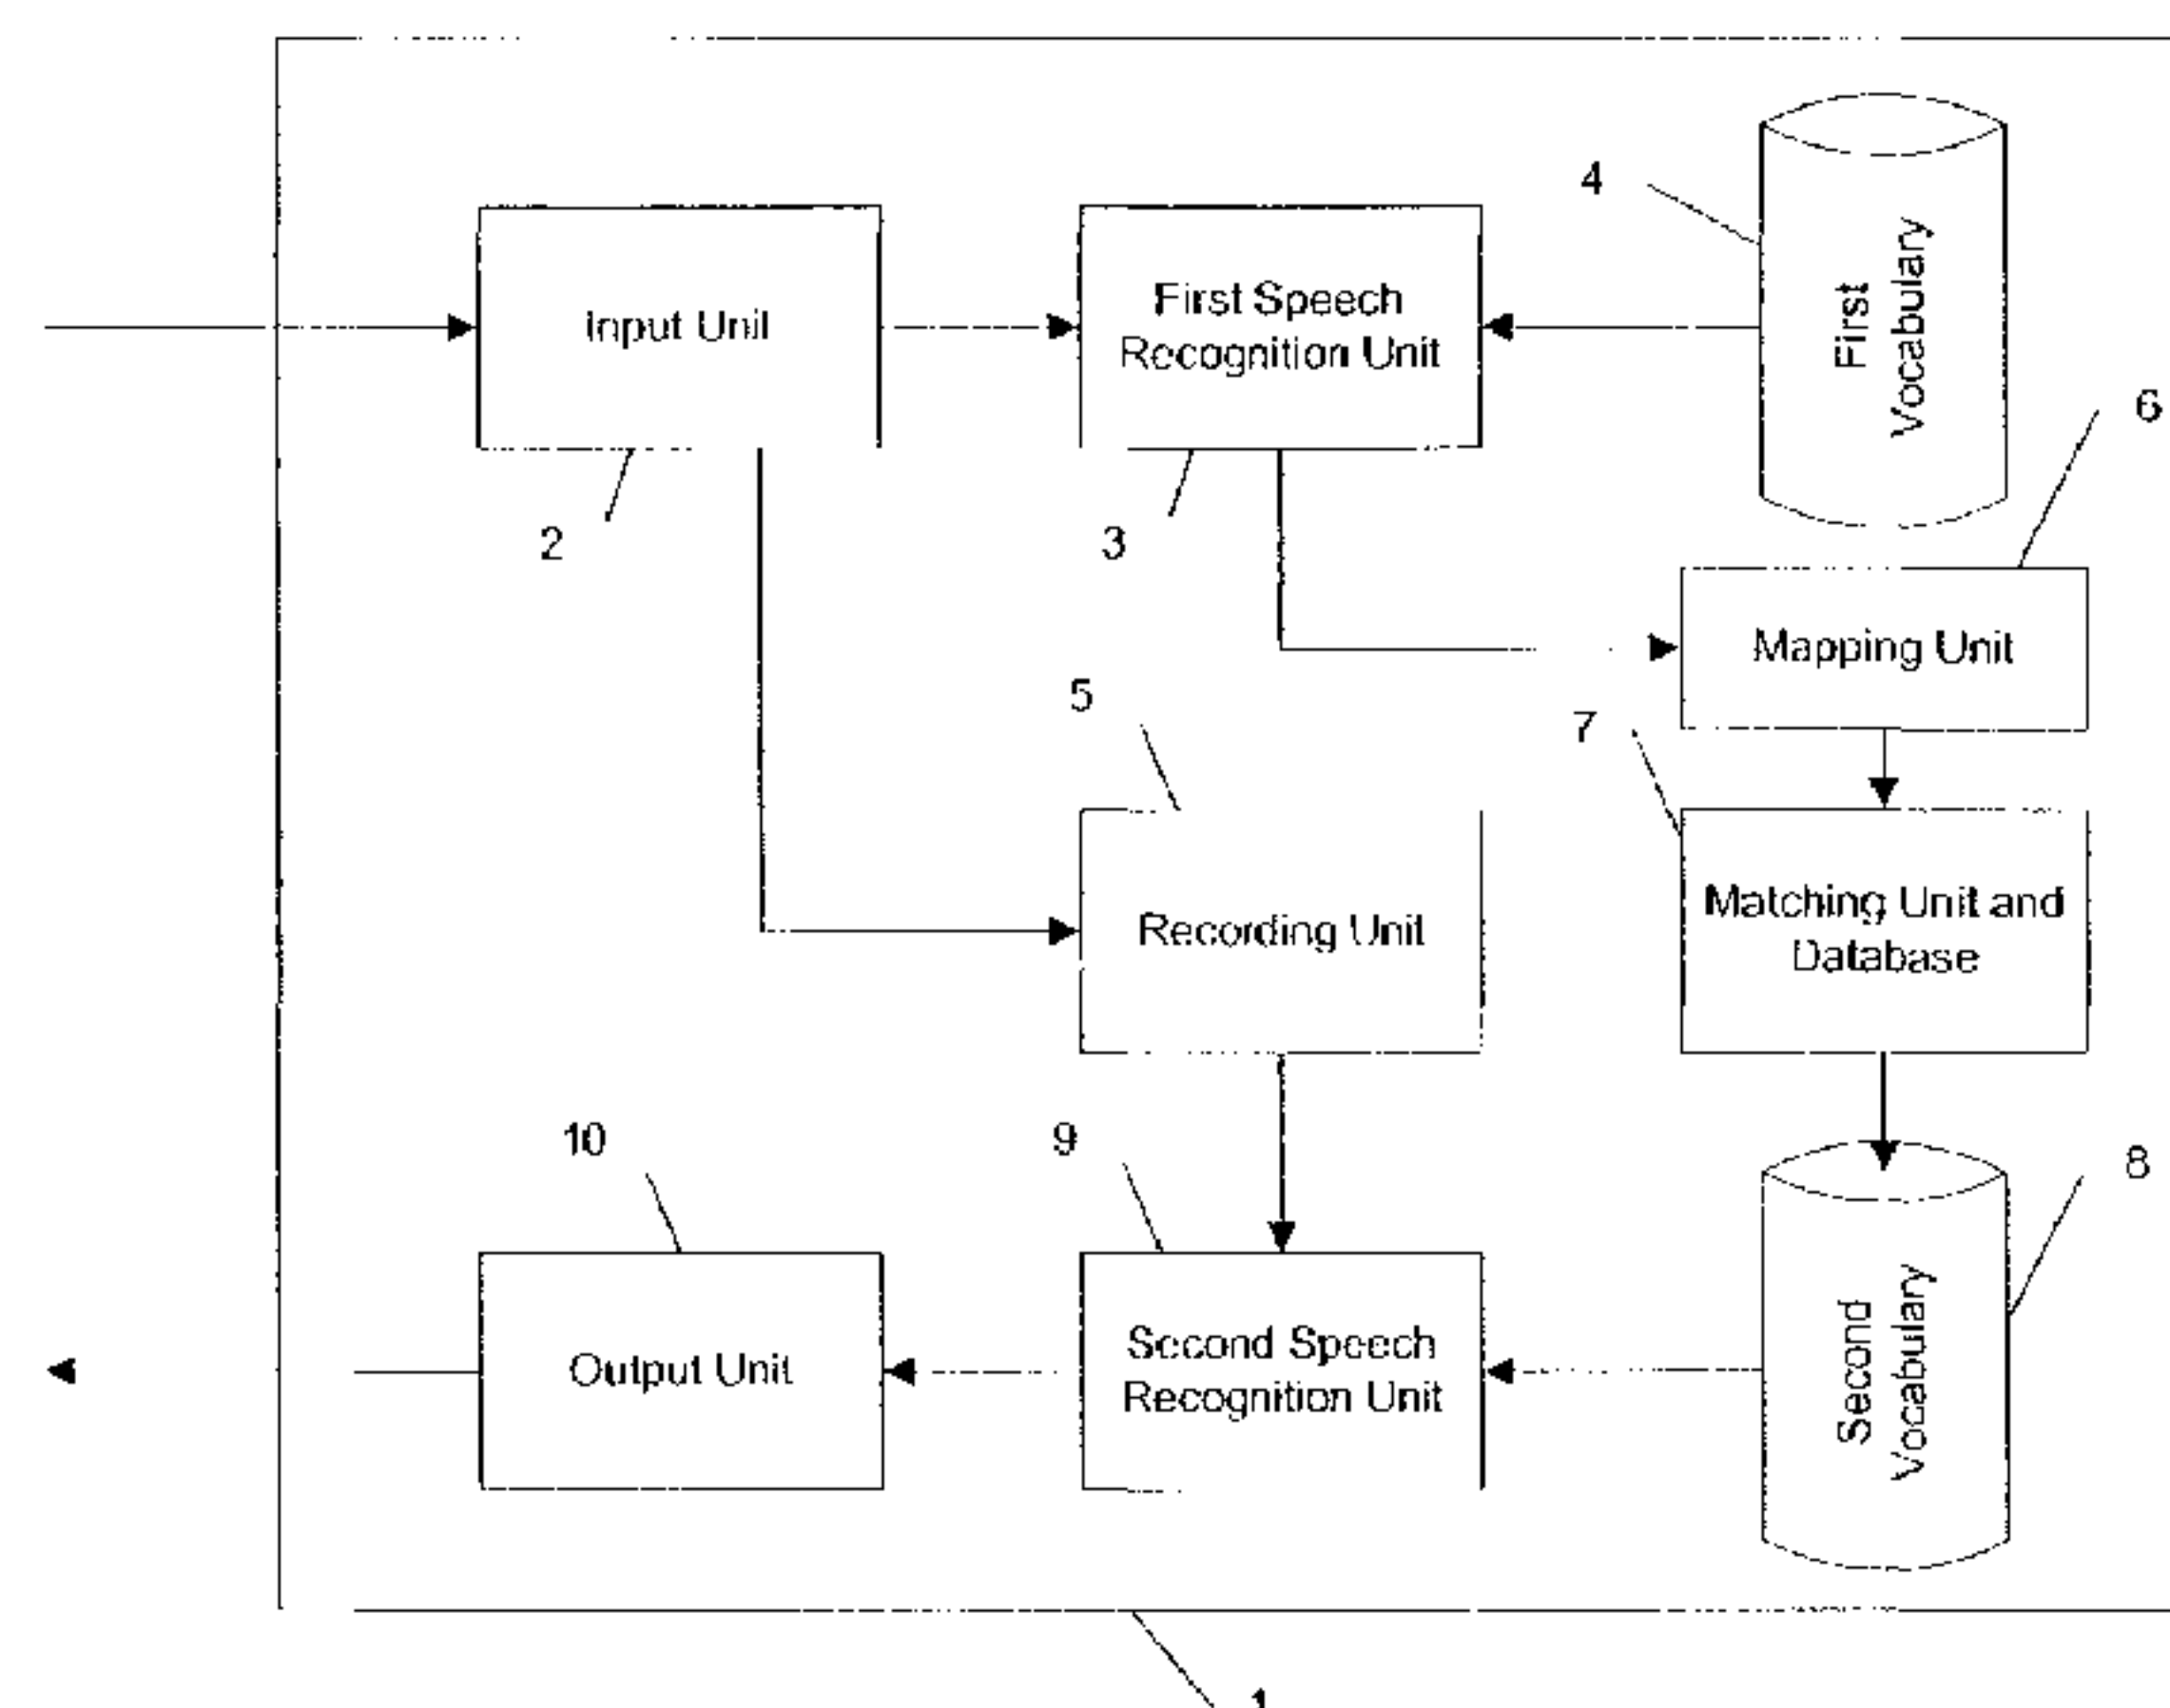 4
First
Vocabulary
Input Unit
First Speech
Recognition Unit
6
2
3
Mapping Unit
5
7
Recording Unit
Matching Unit and
Database
10
9
8
Output Unit
Second Speech
Recognition Unit
Second
Vocabulary
1